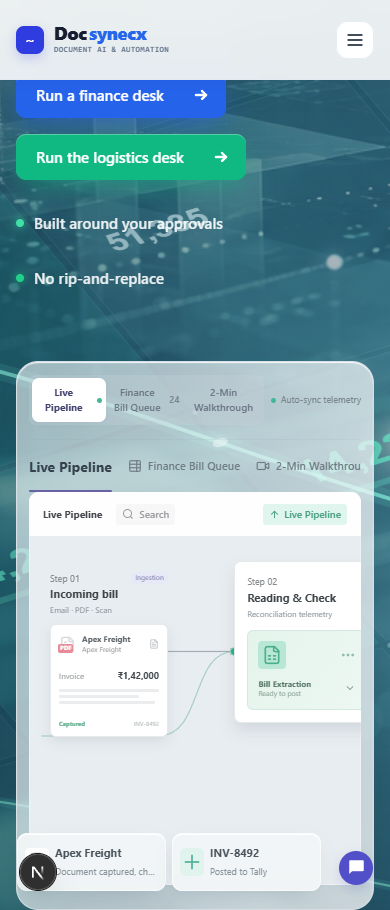 ~
Docsynecx
DOCUMENT AI & AUTOMATION
Run a finance desk
Run the logistics desk
51,325
Built around your approvals
No rip-and-replace
Live Pipeline
Finance Bill Queue 24
2-Min Walkthrough
Auto-sync telemetry
Live Pipeline
Finance Bill Queue
2-Min Walkthrou
Live Pipeline
Search
Live Pipeline
Step 01
Ingestion
Incoming bill
Email · PDF · Scan
PDF
Apex Freight
Apex Freight
Invoice
₹1,42,000
Captured
INV-8492
Step 02
Reading & Check
Reconciliation telemetry
Bill Extraction
Ready to post
Apex Freight
Document captured, ch...
INV-8492
Posted to Tally
N